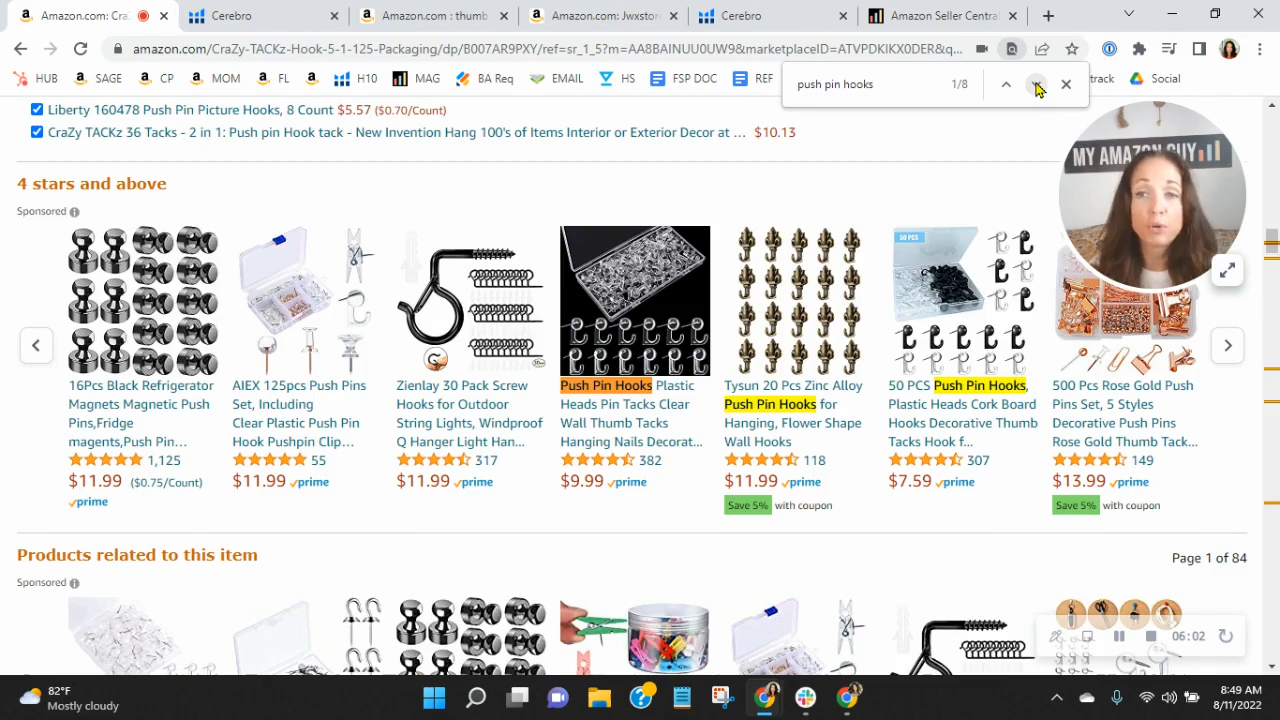 Amazon.com: Cra
Cerebro
Amazon.com : thumb
Amazon.com: Jwxstore
Cerebro
Amazon Seller Central
amazon.com/CraZy-TACKz-Hook-5-1-125-Packaging/dp/B007AR9PXY/ref=sr_1_5?m=AA8BAINUU0UW9&marketplaceID=ATVPDKIKX0DER&q...
HUB
SAGE
CP
MOM
FL
H10
MAG
BA Req
EMAIL
HS
FSP DOC
REF
track
Social
push pin hooks 1/8
Liberty 160478 Push Pin Picture Hooks, 8 Count $5.57 ($0.70/Count)
CraZy TACKz 36 Tacks - 2 in 1: Push pin Hook tack - New Invention Hang 100's of Items Interior or Exterior Decor at ... $10.13
MY AMAZON GUY
4 stars and above
Sponsored
50 PCS
16Pcs Black Refrigerator
Magnets Magnetic Push
Pins,Fridge
magents,Push Pin...
1,125
$11.99 ($0.75/Count)
prime
AIEX 125pcs Push Pins
Set, Including
Clear Plastic Push Pin
Hook Pushpin Clip...
55
$11.99 prime
Zienlay 30 Pack Screw
Hooks for Outdoor
String Lights, Windproof
Q Hanger Light Han...
317
$11.99 prime
Push Pin Hooks Plastic
Heads Pin Tacks Clear
Wall Thumb Tacks
Hanging Nails Decorat...
382
$9.99 prime
Tysun 20 Pcs Zinc Alloy
Push Pin Hooks for
Hanging, Flower Shape
Wall Hooks
118
$11.99 prime
Save 5% with coupon
50 PCS Push Pin Hooks,
Plastic Heads Cork Board
Hooks Decorative Thumb
Tacks Hook f...
307
$7.59 prime
500 Pcs Rose Gold Push
Pins Set, 5 Styles
Decorative Push Pins
Rose Gold Thumb Tack...
149
$13.99 prime
Save 5% with coupon
Products related to this item
Page 1 of 84
Sponsored
06:02
82°F
Mostly cloudy
8:49 AM
8/11/2022